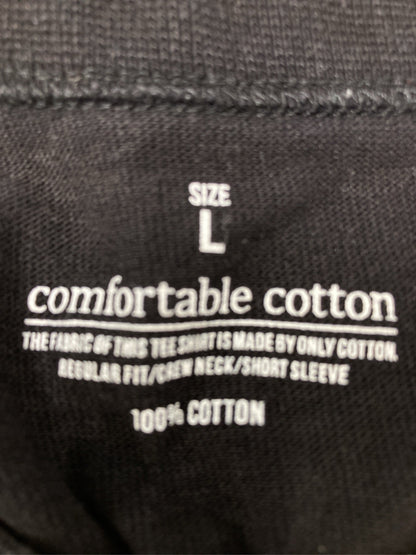 SIZE
L
comfortable cotton
THE FABRIC OF THIS TEE SHIRT IS MADE BY ONLY COTTON.
REGULAR FIT/CREW NECK/SHORT SLEEVE
100% COTTON